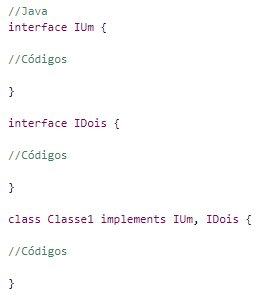 //Java
interface IUm {
//Códigos
}
interface IDois {
//Códigos
}
class Classe1 implements IUm, IDois {
//Códigos
}